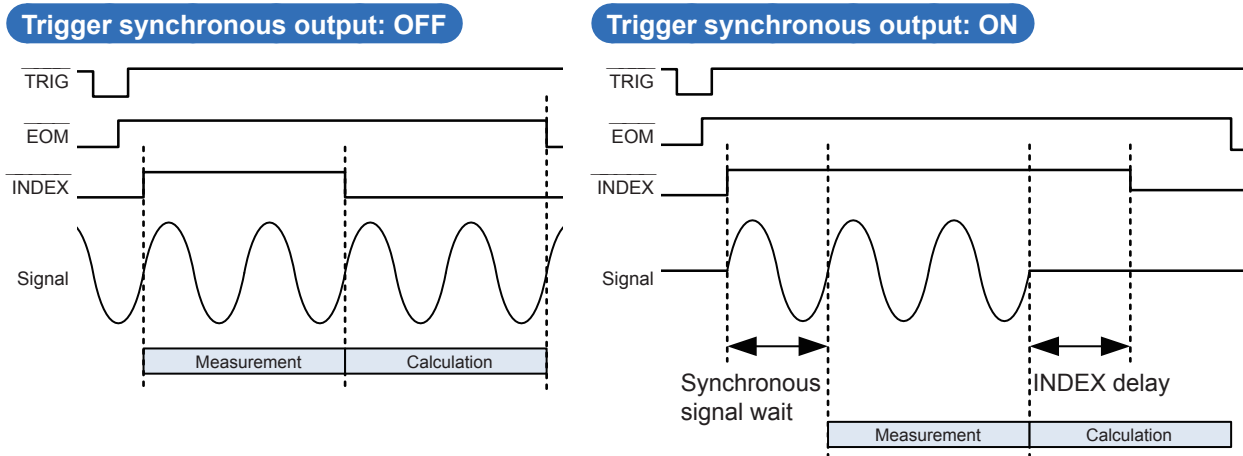 Trigger synchronous output: OFF
TRIG
EOM
INDEX
Signal
Measurement
Calculation
Trigger synchronous output: ON
TRIG
EOM
INDEX
Signal
Synchronous
signal wait
INDEX delay
Measurement
Calculation